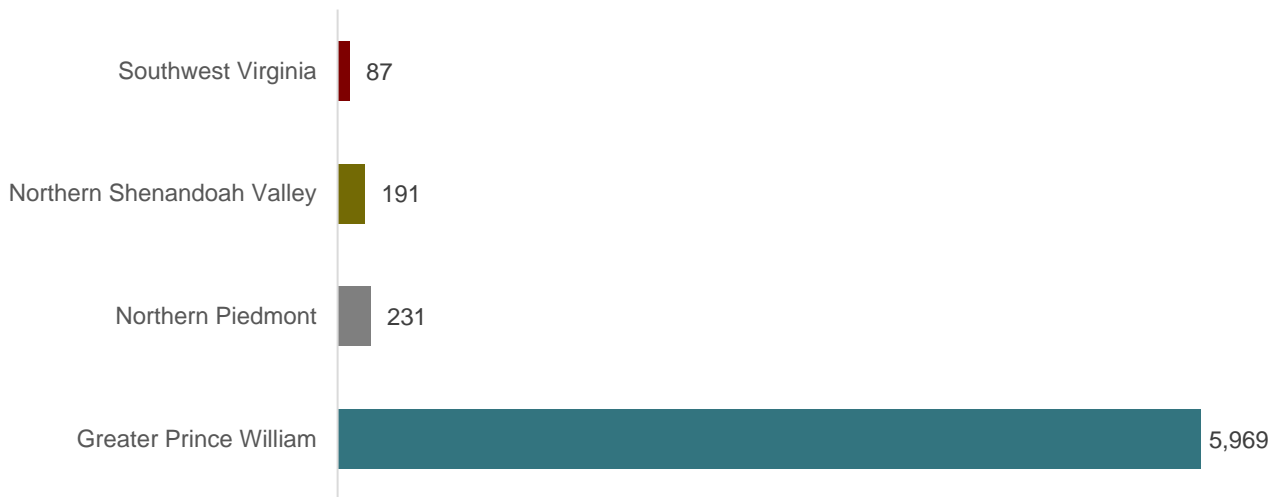 Southwest Virginia 87
Northern Shenandoah Valley 191
Northern Piedmont 231
Greater Prince William 5,969